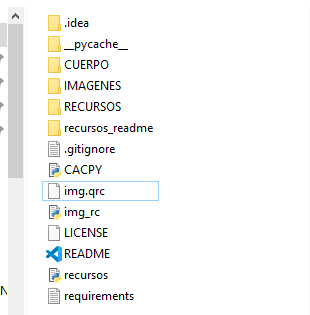 .idea
__pycache__
CUERPO
IMAGENES
RECURSOS
recursos_readme
.gitignore
CACPY
img.qrc
img_rc
LICENSE
README
recursos
N
requirements